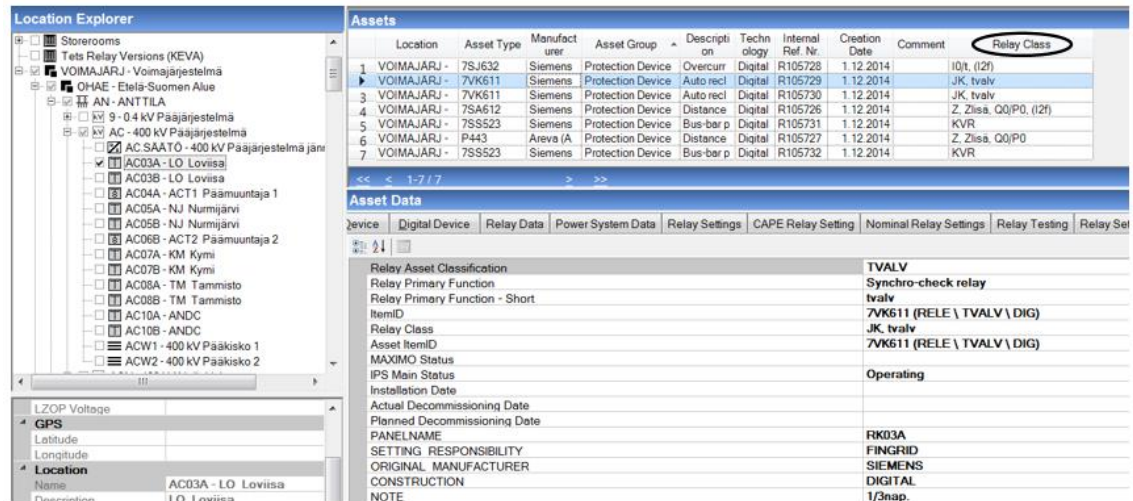 Location Explorer
Storerooms
Tets Relay Versions (KEVA)
VOIMAJÄRJ - Voimajärjestelmä
OHAE - Etelä-Suomen Alue
AN - ANTTILA
9 - 0.4 kV Pääjärjestelmä
AC - 400 kV Pääjärjestelmä
AC.SÄÄTÖ - 400 kV Pääjärjestelmä jänn
AC03A - LO Loviisa
AC03B - LO Loviisa
AC04A - ACT1 Päämuuntaja 1
AC05A - NJ Nurmijärvi
AC05B - NJ Nurmijärvi
AC06B - ACT2 Päämuuntaja 2
AC07A - KM Kymi
AC07B - KM Kymi
AC08A - TM Tammisto
AC08B - TM Tammisto
AC10A - ANDC
AC10B - ANDC
ACW1 - 400 kV Pääkisko 1
ACW2 - 400 kV Pääkisko 2
LZOP Voltage
GPS
Latitude
Longitude
Location
Name AC03A - LO Loviisa
Description LO Loviisa
Assets
Location Asset Type Manufact urer Asset Group Descripti on Techn ology Internal Ref. Nr. Creation Date Comment Relay Class
1 VOIMAJÄRJ - 7SJ632 Siemens Protection Device Overcurr Digital R105728 1.12.2014 I0/t, (I2f)
VOIMAJÄRJ - 7VK611 Siemens Protection Device Auto recl Digital R105729 1.12.2014 JK, tvalv
3 VOIMAJÄRJ - 7VK611 Siemens Protection Device Auto recl Digital R105730 1.12.2014 JK, tvalv
4 VOIMAJÄRJ - 7SA612 Siemens Protection Device Distance Digital R105726 1.12.2014 Z, Zlisä, Q0/P0, (I2f)
5 VOIMAJÄRJ - 7SS523 Siemens Protection Device Bus-bar p Digital R105731 1.12.2014 KVR
6 VOIMAJÄRJ - P443 Areva (A Protection Device Distance Digital R105727 1.12.2014 Z, Zlisä, Q0/P0
7 VOIMAJÄRJ - 7SS523 Siemens Protection Device Bus-bar p Digital R105732 1.12.2014 KVR
<< < 1-7 / 7 > >>
Asset Data
Device Digital Device Relay Data Power System Data Relay Settings CAPE Relay Setting Nominal Relay Settings Relay Testing Relay Set
Relay Asset Classification TVALV
Relay Primary Function Synchro-check relay
Relay Primary Function - Short tvalv
ItemID 7VK611 (RELE \ TVALV \ DIG)
Relay Class JK, tvalv
Asset ItemID 7VK611 (RELE \ TVALV \ DIG)
MAXIMO Status
IPS Main Status Operating
Installation Date
Actual Decommissioning Date
Planned Decommissioning Date
PANELNAME RK03A
SETTING RESPONSIBILITY FINGRID
ORIGINAL MANUFACTURER SIEMENS
CONSTRUCTION DIGITAL
NOTE 1/3nap.